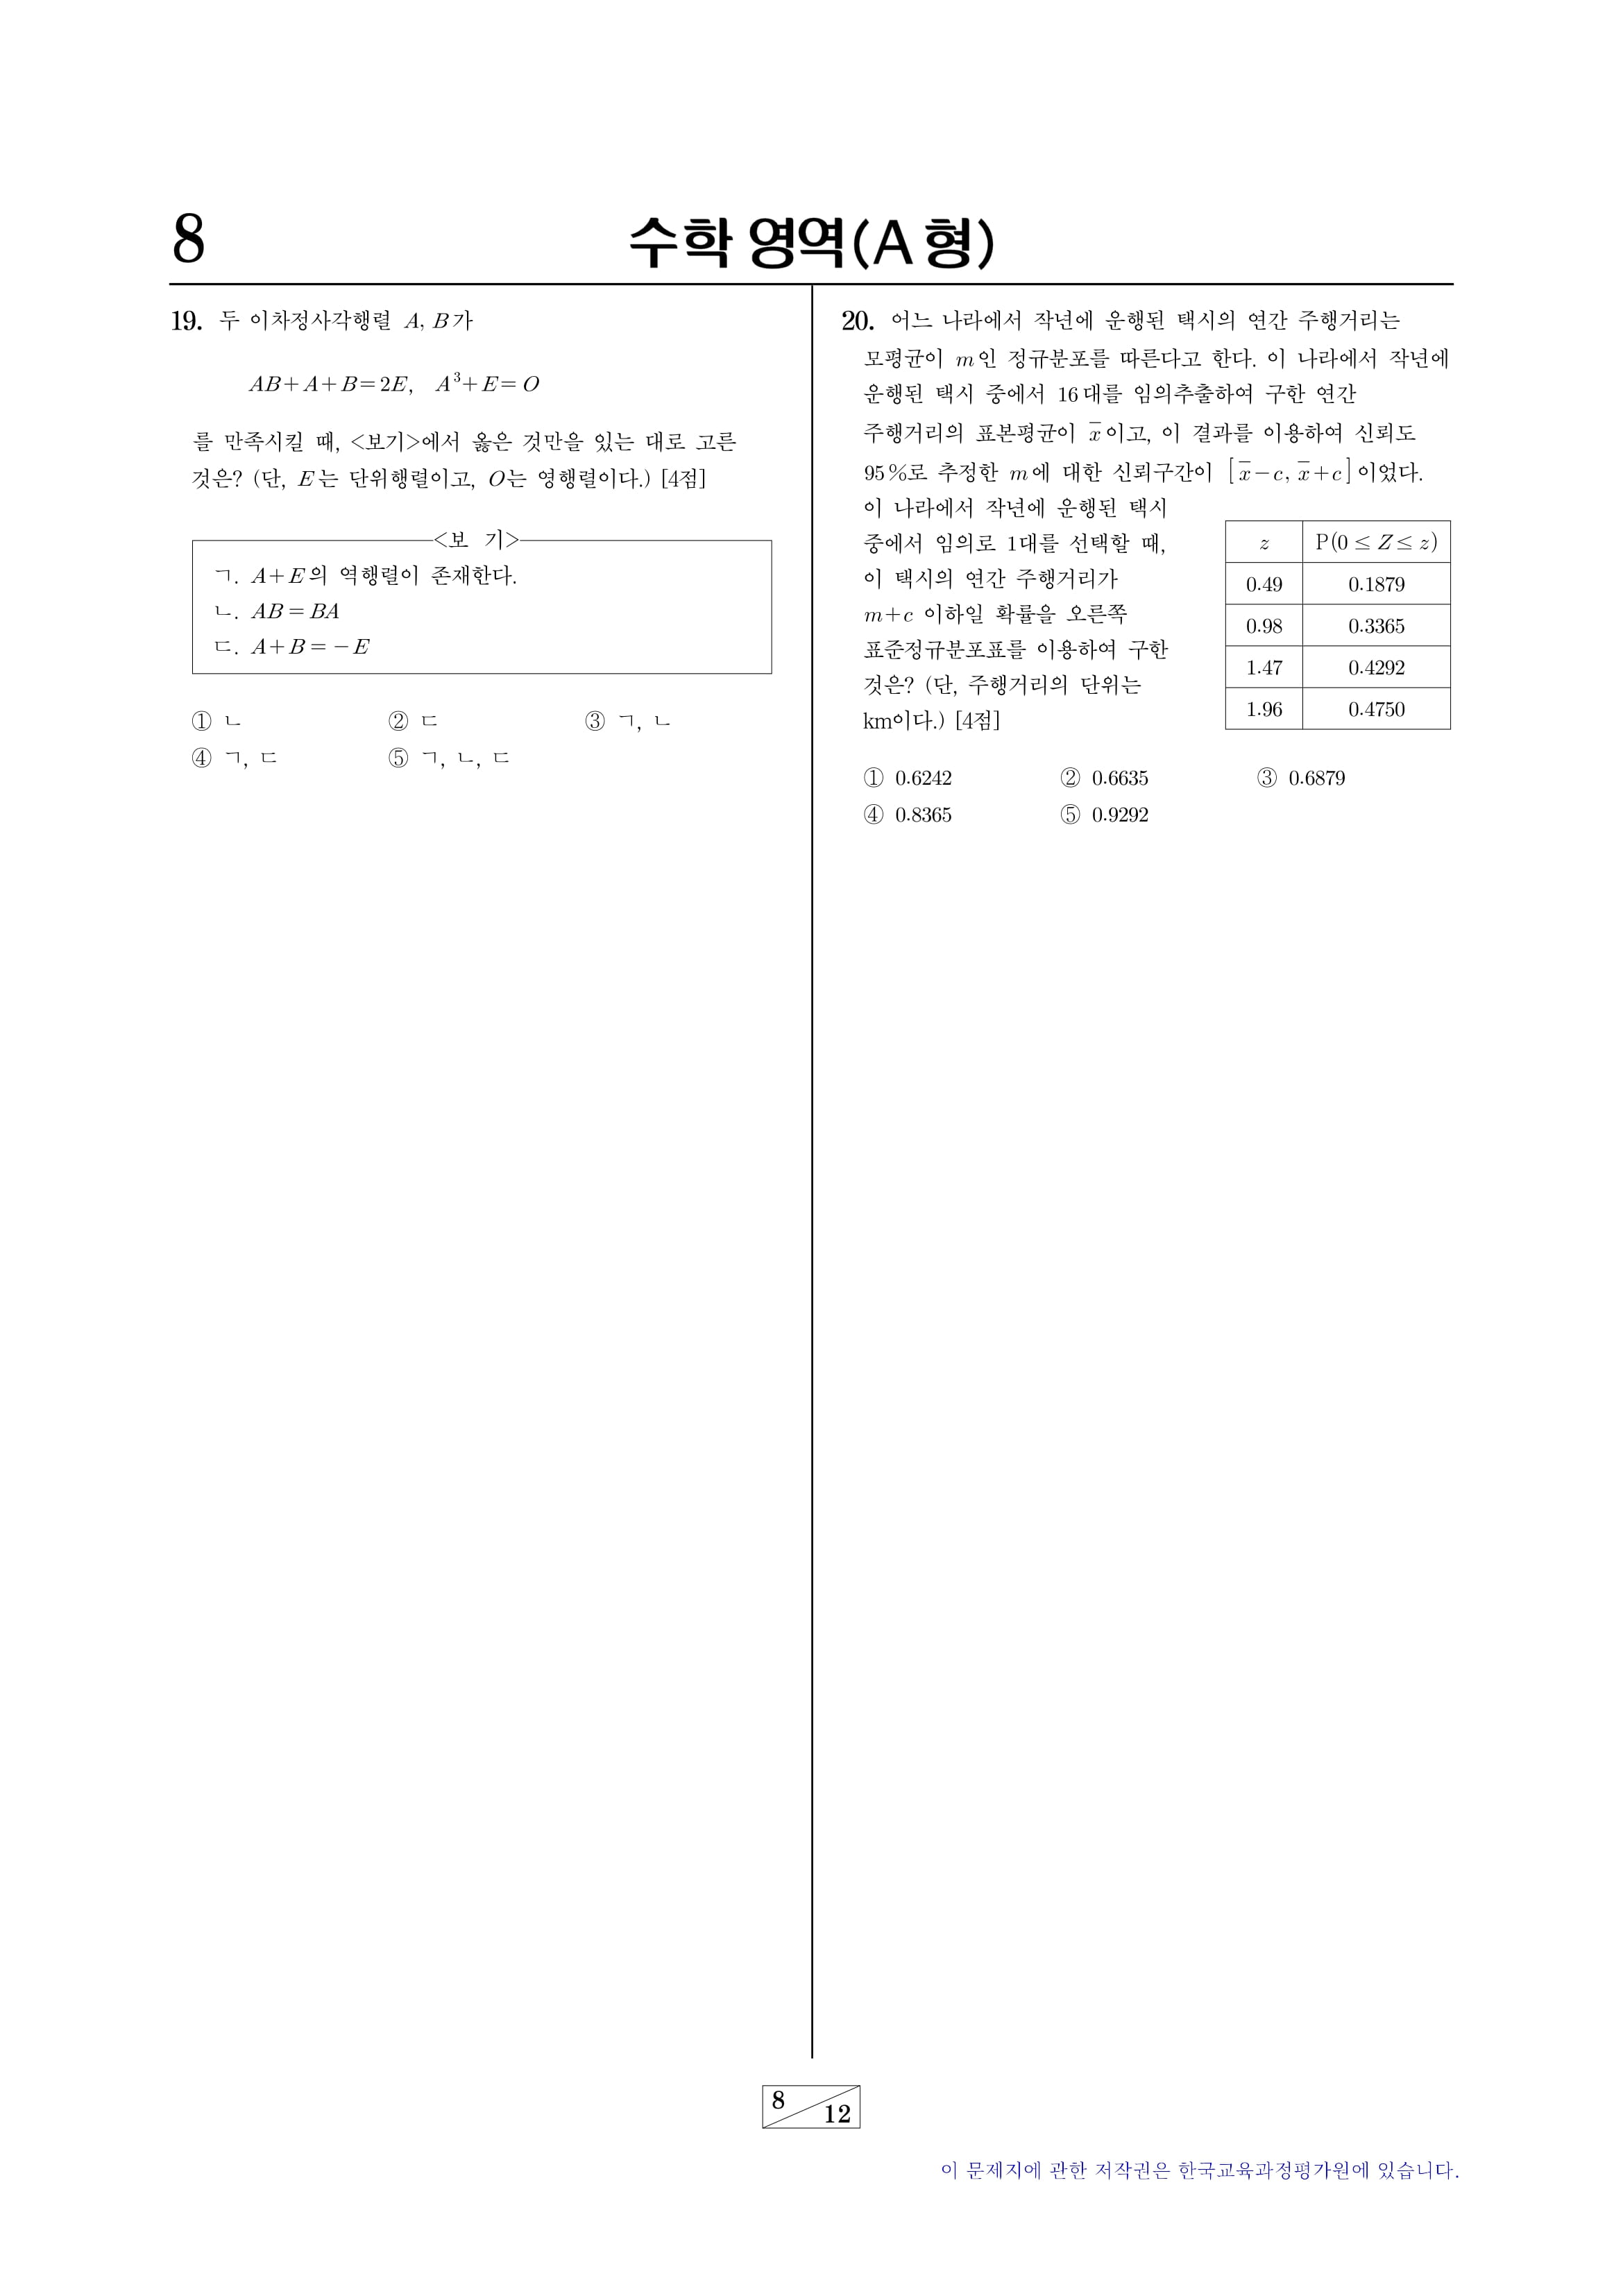 8
수학 영역(A 형)
19. 두 이차정사각행렬 A, B가
AB+A+B=2E, A³+E=O
를 만족시킬 때, <보기>에서 옳은 것만을 있는 대로 고른
것은? (단, E는 단위행렬이고, O는 영행렬이다.) [4점]
<보 기>
ㄱ. A+E의 역행렬이 존재한다.
ㄴ. AB=BA
ㄷ. A+B=-E
① ㄴ ② ㄷ ③ ㄱ, ㄴ
④ ㄱ, ㄷ ⑤ ㄱ, ㄴ, ㄷ
20. 어느 나라에서 작년에 운행된 택시의 연간 주행거리는
모평균이 m인 정규분포를 따른다고 한다. 이 나라에서 작년에
운행된 택시 중에서 16대를 임의추출하여 구한 연간
주행거리의 표본평균이 x̄이고, 이 결과를 이용하여 신뢰도
95%로 추정한 m에 대한 신뢰구간이 [x̄-c, x̄+c]이었다.
이 나라에서 작년에 운행된 택시
중에서 임의로 1대를 선택할 때,
이 택시의 연간 주행거리가
m+c 이하일 확률을 오른쪽
표준정규분포표를 이용하여 구한
것은? (단, 주행거리의 단위는
km이다.) [4점]
z P(0≤Z≤z)
0.49 0.1879
0.98 0.3365
1.47 0.4292
1.96 0.4750
① 0.6242 ② 0.6635 ③ 0.6879
④ 0.8365 ⑤ 0.9292
8
12
이 문제지에 관한 저작권은 한국교육과정평가원에 있습니다.